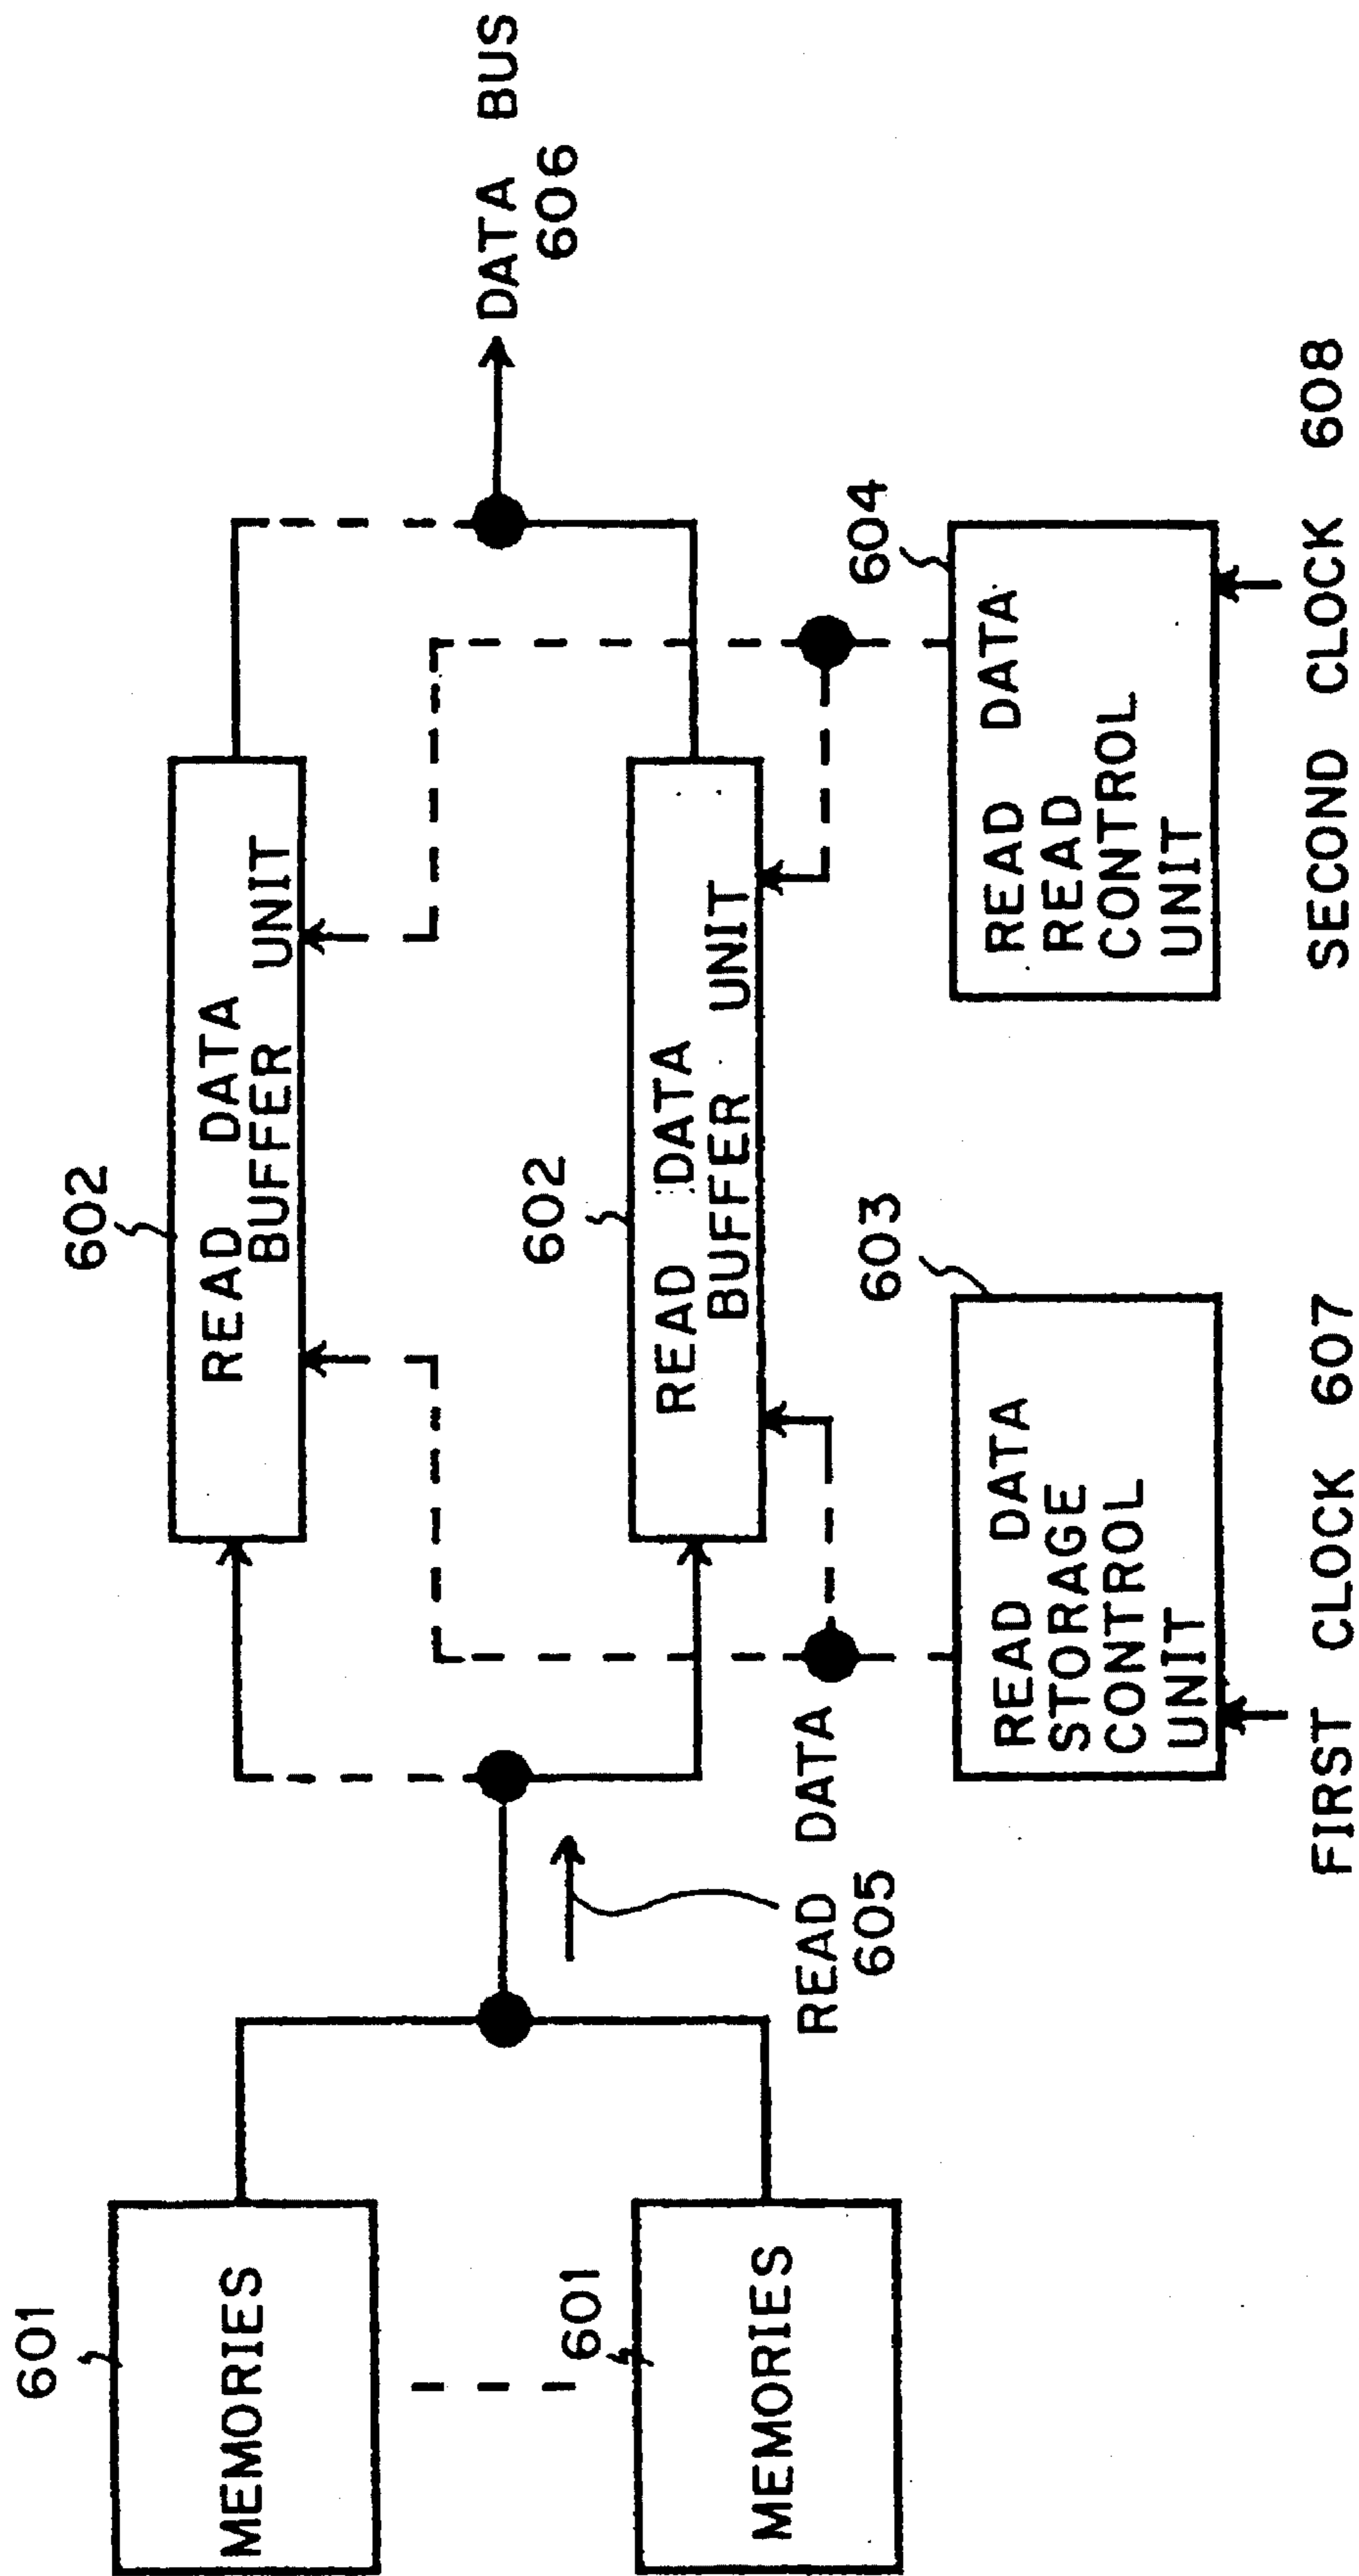 601
MEMORIES
601
MEMORIES
READ DATA
605
602
READ DATA
BUFFER UNIT
602
READ DATA
BUFFER UNIT
DATA BUS
606
603
READ DATA
STORAGE
CONTROL
UNIT
FIRST CLOCK 607
604
READ DATA
READ
CONTROL
UNIT
SECOND CLOCK 608